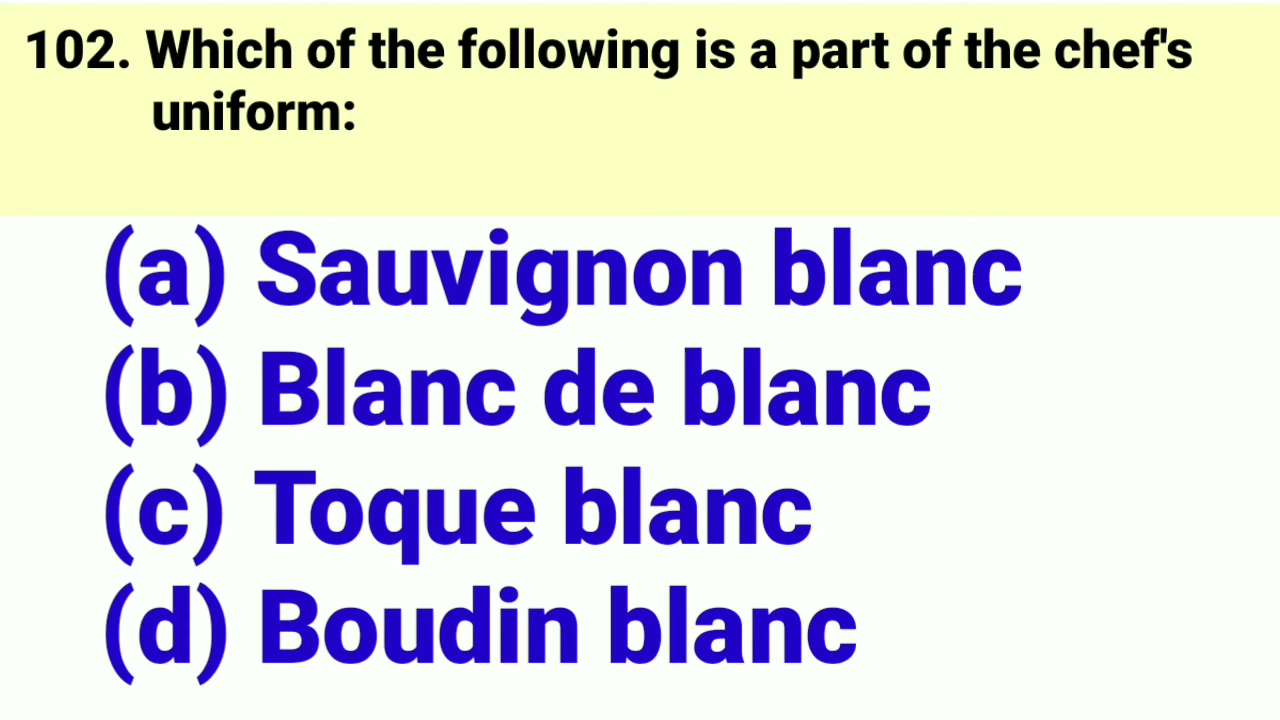 102. Which of the following is a part of the chef's
uniform:
(a) Sauvignon blanc
(b) Blanc de blanc
(c) Toque blanc
(d) Boudin blanc